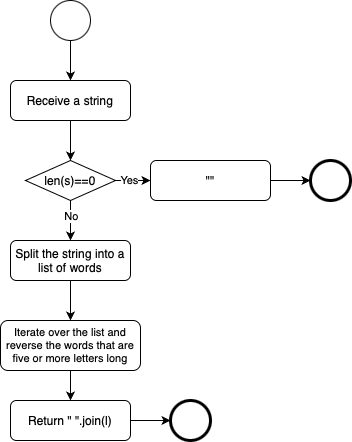 Receive a string
len(s)==0
Yes
""
No
Split the string into a
list of words
Iterate over the list and
reverse the words that are
five or more letters long
Return " ".join(l)